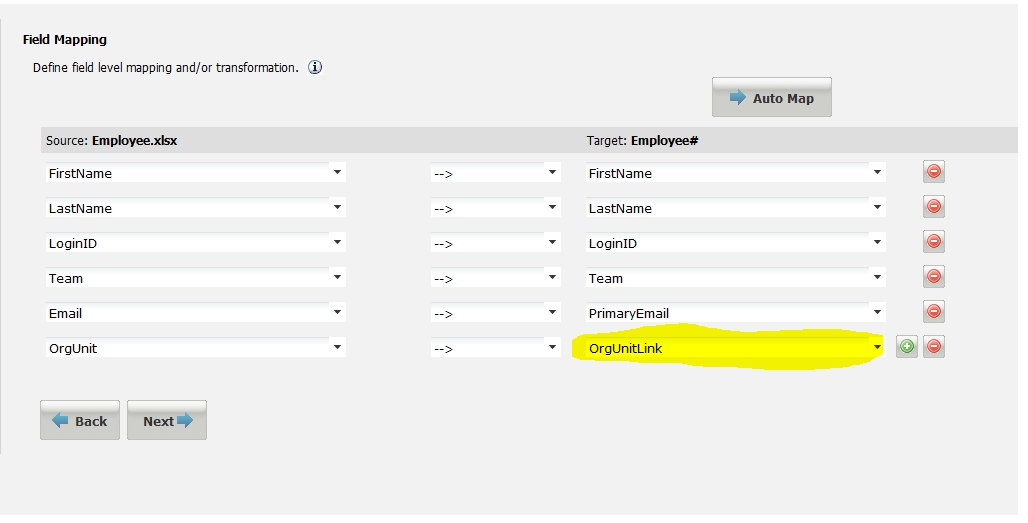 Field Mapping
Define field level mapping and/or transformation.
Auto Map
Source: Employee.xlsx Target: Employee#
FirstName --> FirstName
LastName --> LastName
LoginID --> LoginID
Team --> Team
Email --> PrimaryEmail
OrgUnit --> OrgUnitLink
Back Next